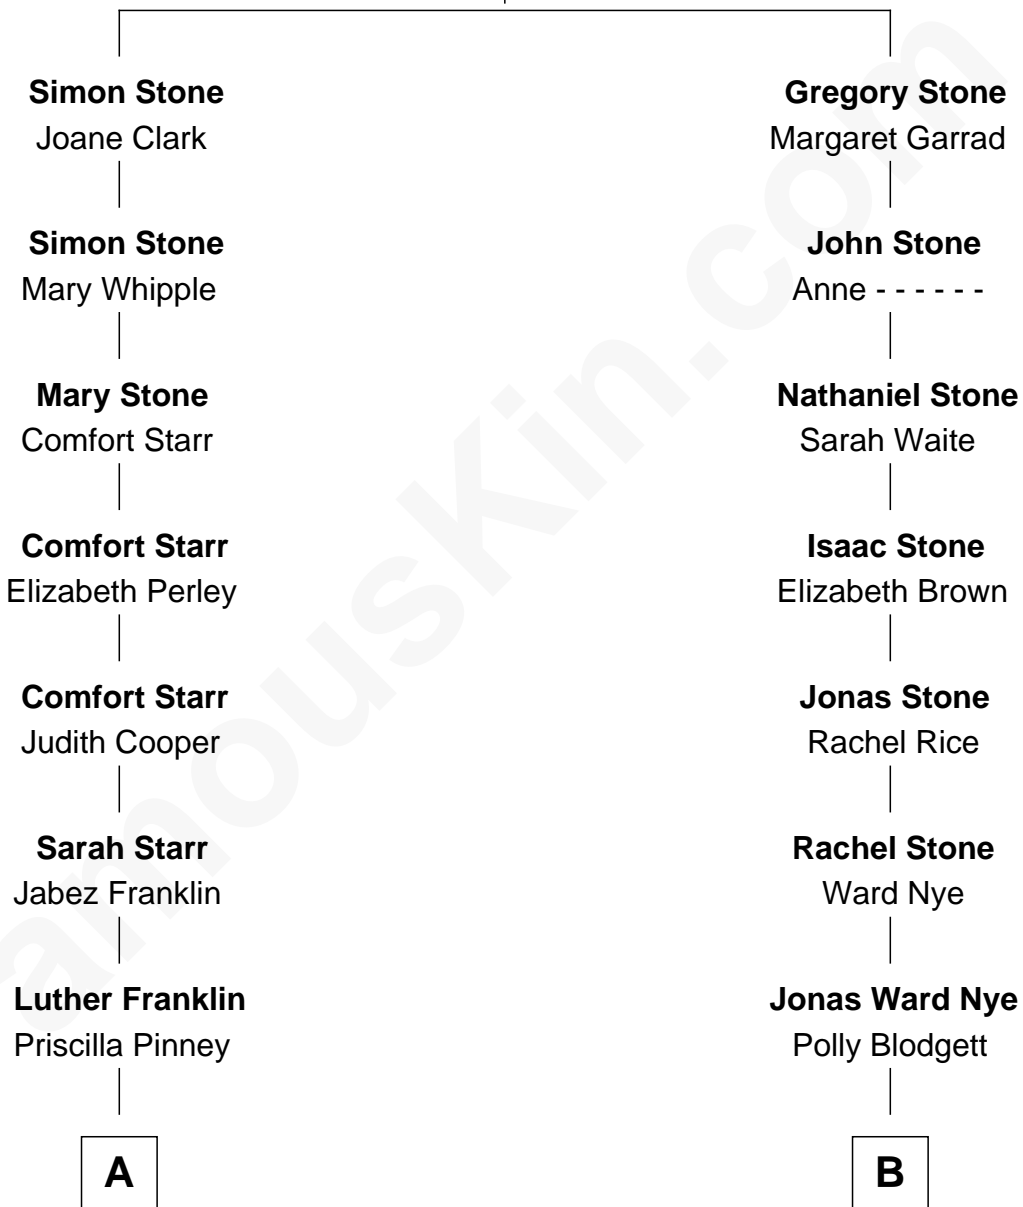 Simon Stone
Joane Clark
Simon Stone
Mary Whipple
Mary Stone
Comfort Starr
Comfort Starr
Elizabeth Perley
Comfort Starr
Judith Cooper
Sarah Starr
Jabez Franklin
Luther Franklin
Priscilla Pinney
A
Gregory Stone
Margaret Garrad
John Stone
Anne - - - - - -
Nathaniel Stone
Sarah Waite
Isaac Stone
Elizabeth Brown
Jonas Stone
Rachel Rice
Rachel Stone
Ward Nye
Jonas Ward Nye
Polly Blodgett
B
amouskin.com